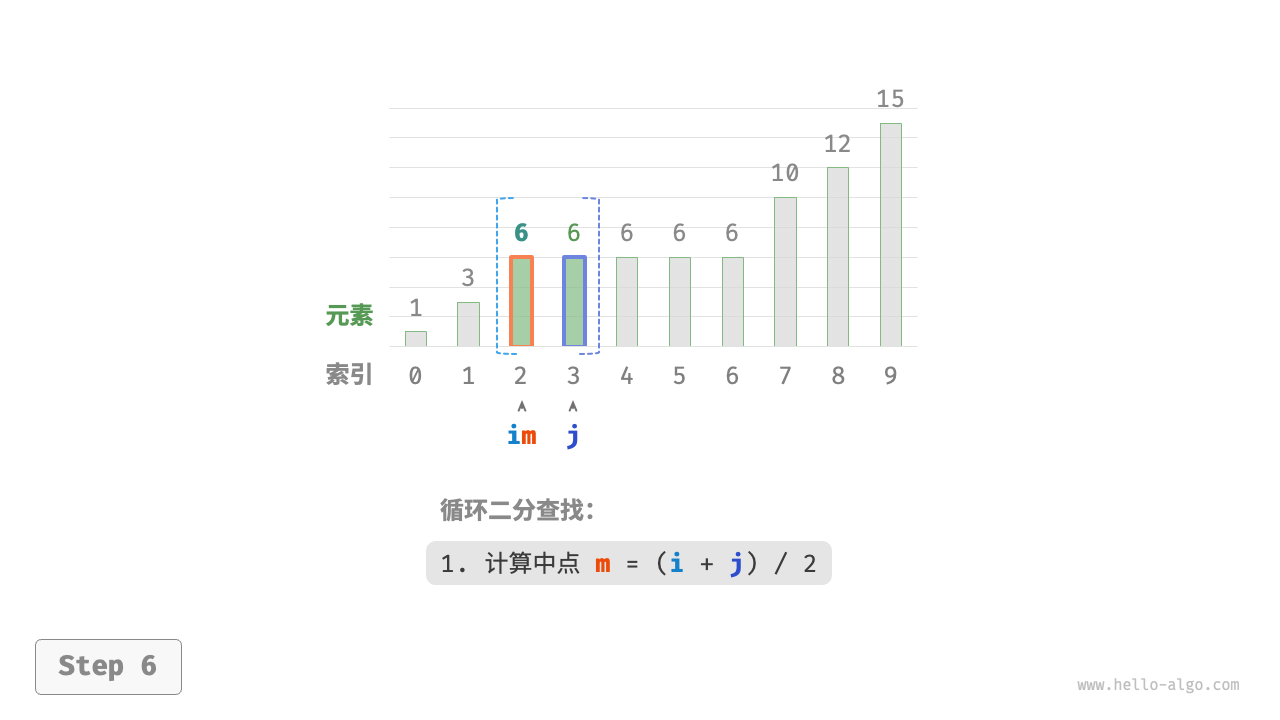 15
12
10
6 6 6 6 6
3
1
元素
索引 0 1 2 3 4 5 6 7 8 9
im j
循环二分查找：
1. 计算中点 m = (i + j) / 2
Step 6
www.hello-algo.com